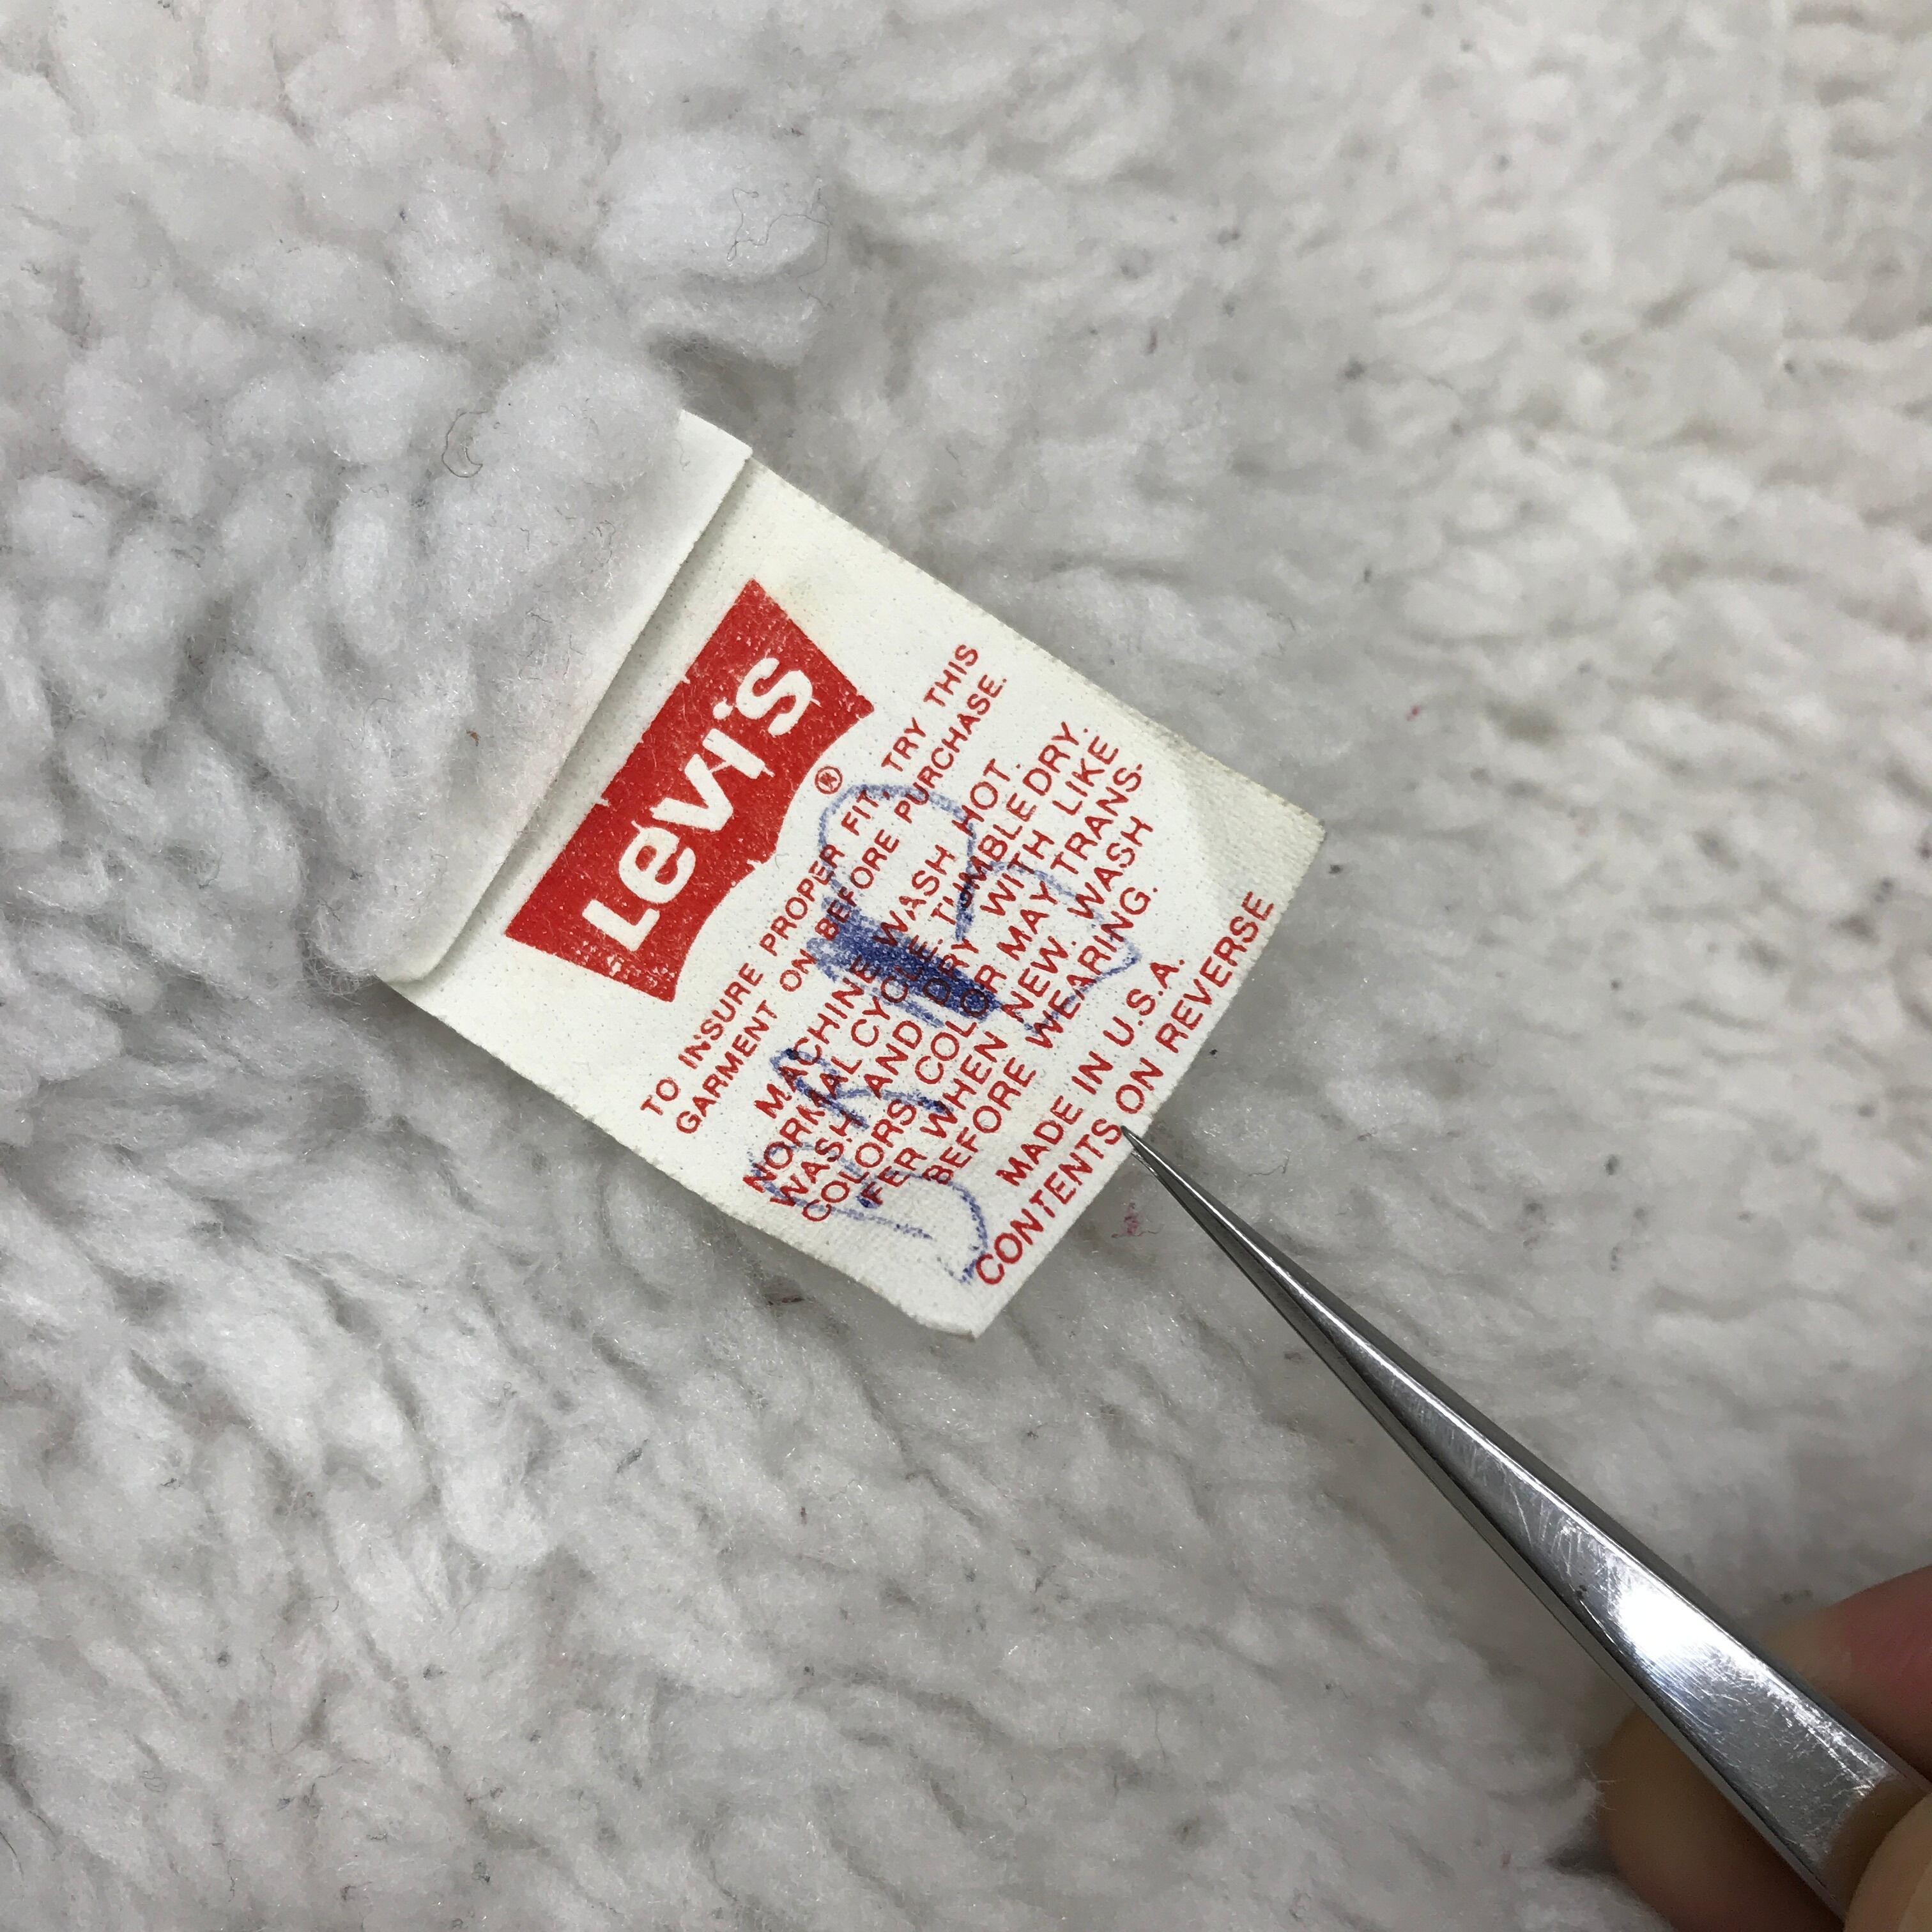 Levi's®
TO INSURE PROPER FIT, TRY THIS
GARMENT ON BEFORE PURCHASE.
MACHINE WASH HOT.
NORMAL CYCLE. TUMBLE DRY.
WASH AND DRY WITH LIKE
COLORS. COLOR MAY TRANS-
FER WHEN NEW. WASH
BEFORE WEARING.
MADE IN U.S.A.
CONTENTS ON REVERSE